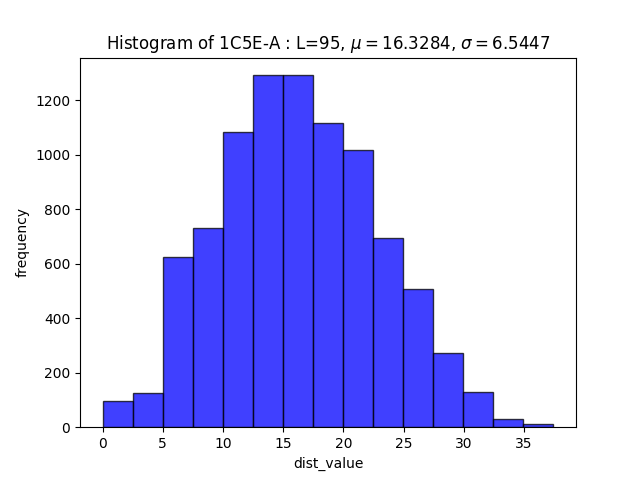 Histogram of 1C5E-A : L=95, μ = 16.3284, σ = 6.5447
1200
1000
800
600
400
200
0
frequency
0 5 10 15 20 25 30 35
dist_value